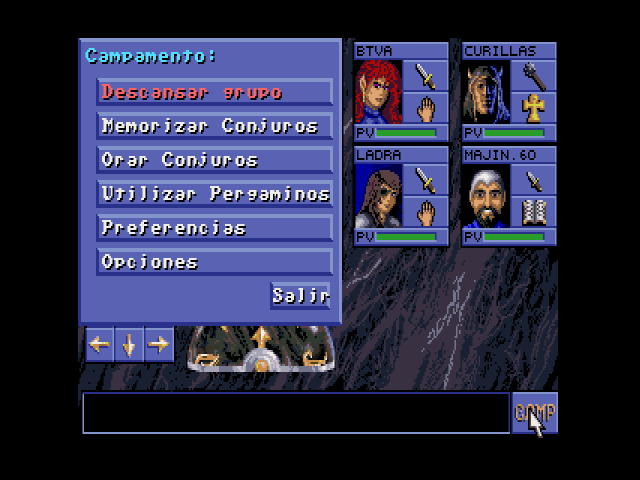 Campamento:
Descansar grupo
Memorizar Conjuros
Orar Conjuros
Utilizar Pergaminos
Preferencias
Opciones
Salir
BTVA
CURILLAS
PV
PV
LADRA
MAJIN.60
PV
PV
CAMP